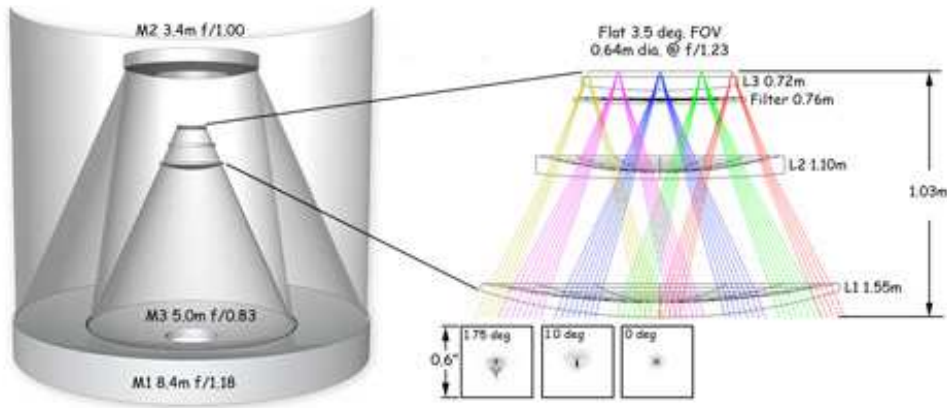 M2 3.4m f/1.00
M3 5.0m f/0.83
M1 8.4m f/1.18
Flat 3.5 deg. FOV
0.64m dia. @ f/1.23
L3 0.72m
Filter 0.76m
L2 1.10m
1.03m
L1 1.55m
0.6"
1.75 deg
1.0 deg
0 deg